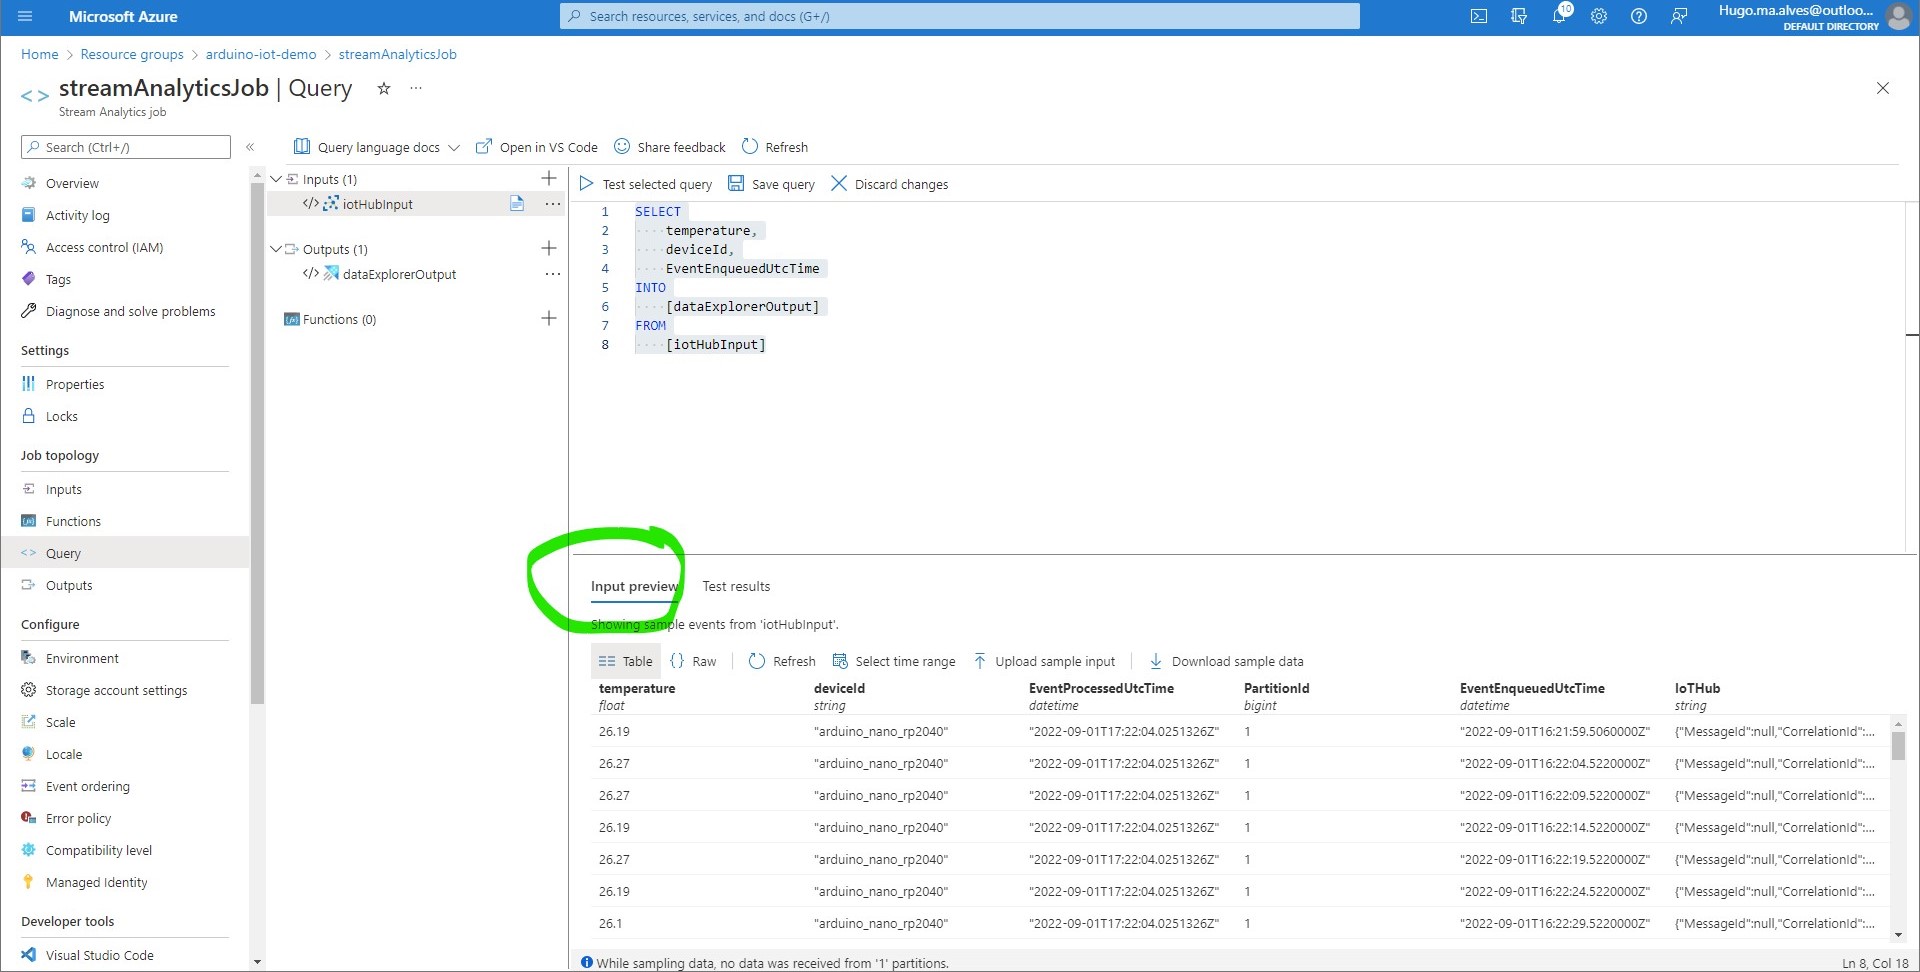 Microsoft Azure
Search resources, services, and docs (G+/)
10
Hugo.ma.alves@outloo...
DEFAULT DIRECTORY
Home > Resource groups > arduino-iot-demo > streamAnalyticsJob
<> streamAnalyticsJob | Query ☆ ...
Stream Analytics job
Search (Ctrl+/)
«
Overview
Activity log
Access control (IAM)
Tags
Diagnose and solve problems
Settings
Properties
Locks
Job topology
Inputs
Functions
Query
Outputs
Configure
Environment
Storage account settings
Scale
Locale
Event ordering
Error policy
Compatibility level
Managed Identity
Developer tools
Visual Studio Code
Query language docs
Open in VS Code
Share feedback
Refresh
Inputs (1)
iotHubInput
Outputs (1)
dataExplorerOutput
Functions (0)
Test selected query
Save query
Discard changes
1 SELECT
2 temperature,
3 deviceId,
4 EventEnqueuedUtcTime
5 INTO
6 [dataExplorerOutput]
7 FROM
8 [iotHubInput]
Input preview Test results
Showing sample events from 'iotHubInput'.
Table {} Raw Refresh Select time range Upload sample input Download sample data
temperature deviceId EventProcessedUtcTime PartitionId EventEnqueuedUtcTime IoTHub
float string datetime bigint datetime string
26.19 "arduino_nano_rp2040" "2022-09-01T17:22:04.0251326Z" 1 "2022-09-01T16:21:59.5060000Z" {"MessageId":null,"CorrelationId":...
26.27 "arduino_nano_rp2040" "2022-09-01T17:22:04.0251326Z" 1 "2022-09-01T16:22:04.5220000Z" {"MessageId":null,"CorrelationId":...
26.27 "arduino_nano_rp2040" "2022-09-01T17:22:04.0251326Z" 1 "2022-09-01T16:22:09.5220000Z" {"MessageId":null,"CorrelationId":...
26.19 "arduino_nano_rp2040" "2022-09-01T17:22:04.0251326Z" 1 "2022-09-01T16:22:14.5220000Z" {"MessageId":null,"CorrelationId":...
26.27 "arduino_nano_rp2040" "2022-09-01T17:22:04.0251326Z" 1 "2022-09-01T16:22:19.5220000Z" {"MessageId":null,"CorrelationId":...
26.19 "arduino_nano_rp2040" "2022-09-01T17:22:04.0251326Z" 1 "2022-09-01T16:22:24.5220000Z" {"MessageId":null,"CorrelationId":...
26.1 "arduino_nano_rp2040" "2022-09-01T17:22:04.0251326Z" 1 "2022-09-01T16:22:29.5220000Z" {"MessageId":null,"CorrelationId":...
While sampling data, no data was received from '1' partitions.
Ln 8, Col 18